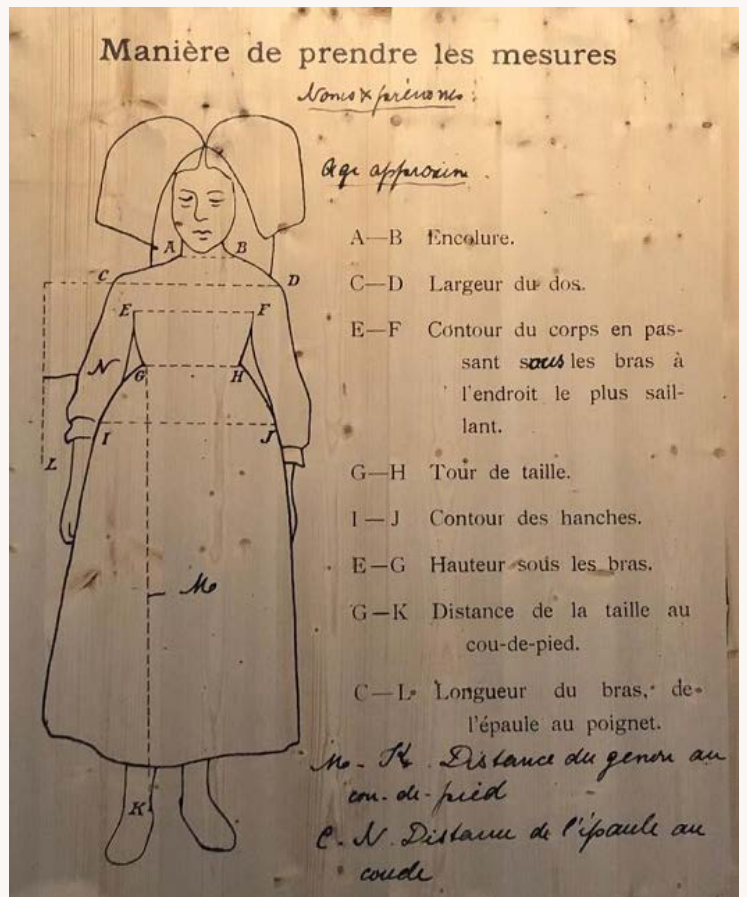 Manière de prendre les mesures
Noms & prénoms :
Age approxim.
A
B
C
D
E
F
N
G
H
I
J
L
M
K
A—B Encolure.
C—D Largeur du dos.
E—F Contour du corps en pas-
sant sous les bras à
l'endroit le plus sail-
lant.
G—H Tour de taille.
I—J Contour des hanches.
E—G Hauteur sous les bras.
G—K Distance de la taille au
cou-de-pied.
C—L Longueur du bras, de
l'épaule au poignet.
M-K. Distance du genou au
cou-de-pied
C-N. Distance de l'épaule au
coude